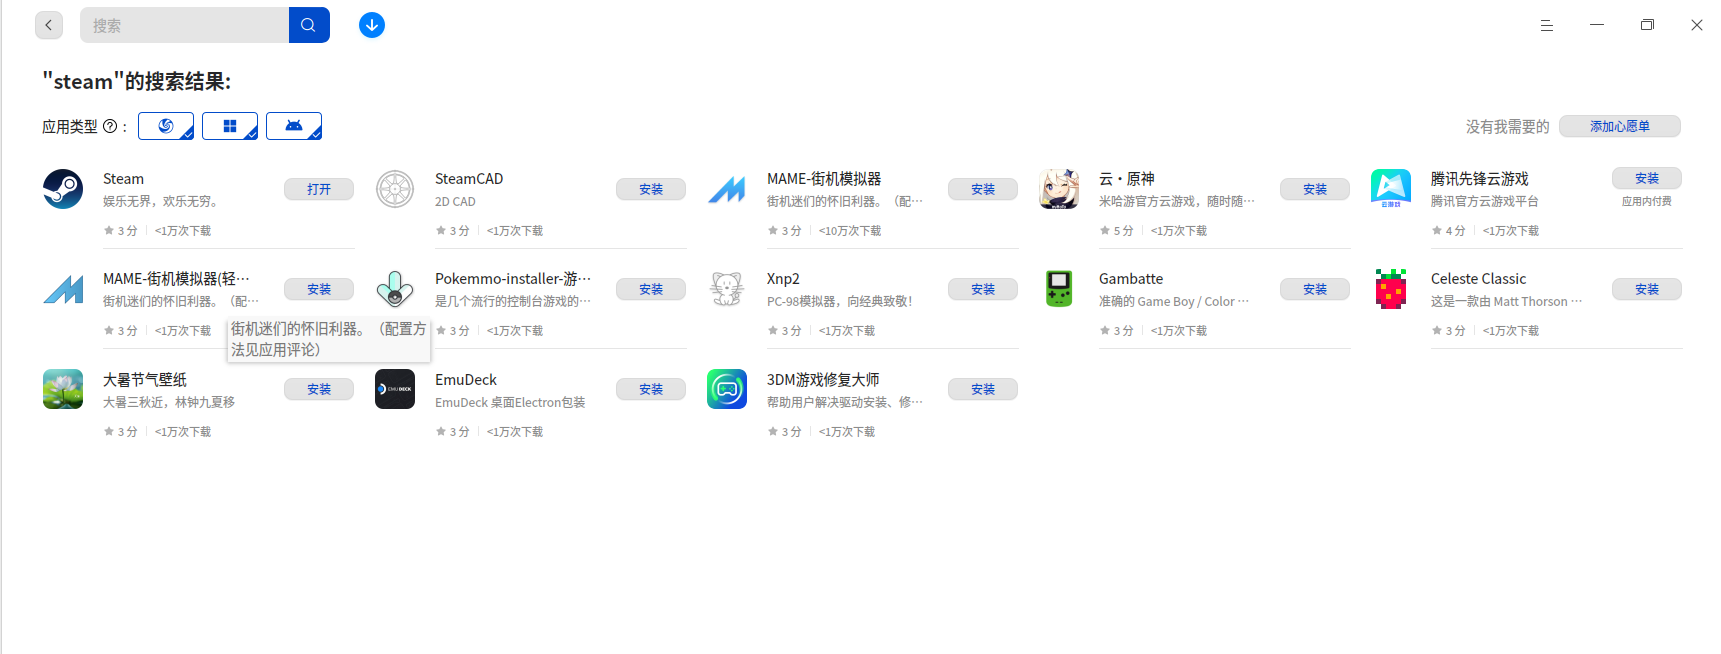 搜索
"steam"的搜索结果:
应用类型 :
没有我需要的
添加心愿单
Steam
打开
娱乐无界，欢乐无穷。
3 分 <1万次下载
SteamCAD
安装
2D CAD
3 分 <1万次下载
MAME-街机模拟器
安装
街机迷们的怀旧利器。（配···
3 分 <10万次下载
云·原神
安装
米哈游官方云游戏，随时随···
5 分 <1万次下载
腾讯先锋云游戏
安装
腾讯官方云游戏平台
应用内付费
4 分 <1万次下载
MAME-街机模拟器(轻···
安装
街机迷们的怀旧利器。（配···
3 分 <1万次下载
Pokemmo-installer-游···
安装
是几个流行的控制台游戏的···
3 分 <1万次下载
Xnp2
安装
PC-98模拟器，向经典致敬！
3 分 <1万次下载
Gambatte
安装
准确的 Game Boy / Color ···
3 分 <1万次下载
Celeste Classic
安装
这是一款由 Matt Thorson ···
3 分 <1万次下载
街机迷们的怀旧利器。（配置方
法见应用评论）
大暑节气壁纸
安装
大暑三秋近，林钟九夏移
3 分 <1万次下载
EMUDECK
EmuDeck
安装
EmuDeck 桌面Electron包装
3 分 <1万次下载
3DM游戏修复大师
安装
帮助用户解决驱动安装、修···
3 分 <1万次下载